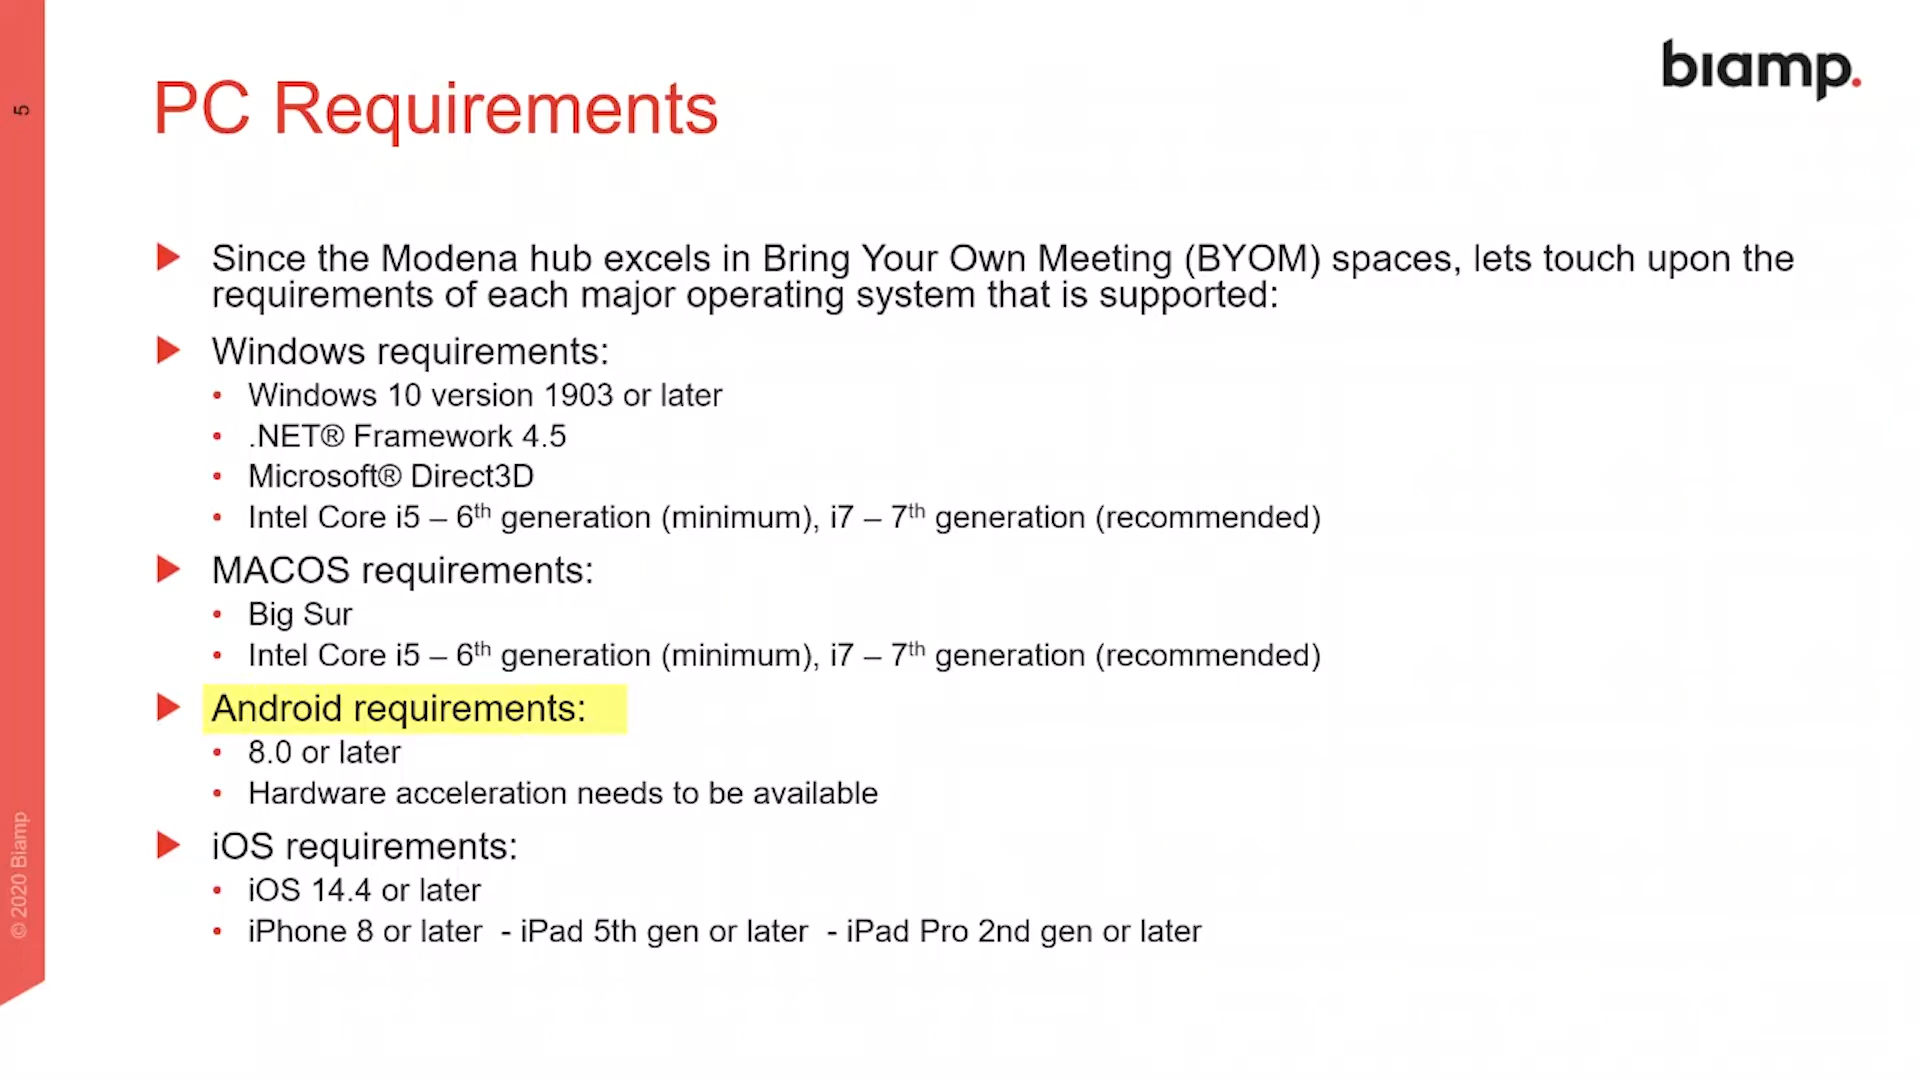 biamp.
5
PC Requirements
Since the Modena hub excels in Bring Your Own Meeting (BYOM) spaces, lets touch upon the
requirements of each major operating system that is supported:
Windows requirements:
Windows 10 version 1903 or later
.NET® Framework 4.5
Microsoft® Direct3D
Intel Core i5 – 6th generation (minimum), i7 – 7th generation (recommended)
MACOS requirements:
Big Sur
Intel Core i5 – 6th generation (minimum), i7 – 7th generation (recommended)
Android requirements:
8.0 or later
Hardware acceleration needs to be available
iOS requirements:
iOS 14.4 or later
iPhone 8 or later - iPad 5th gen or later - iPad Pro 2nd gen or later
© 2020 Biamp